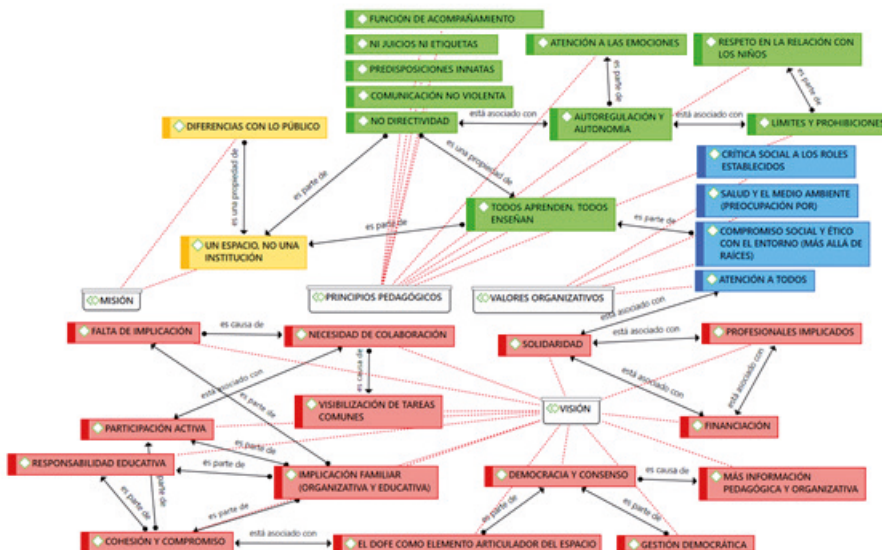 FUNCIÓN DE ACOMPAÑAMIENTO
NI JUICIOS NI ETIQUETAS
ATENCIÓN A LAS EMOCIONES
RESPETO EN LA RELACIÓN CON
LOS NIÑOS
PREDISPOSICIONES INNATAS
es parte de
es parte de
COMUNICACIÓN NO VIOLENTA
DIFERENCIAS CON LO PÚBLICO
NO DIRECTIVIDAD
está asociado con
AUTOREGULACIÓN Y
AUTONOMÍA
está asociado con
LIMITES Y PROHIBICIONES
es una propiedad de
es parte de
es una propiedad de
CRÍTICA SOCIAL A LOS ROLES
ESTABLECIDOS
SALUD Y EL MEDIO AMBIENTE
(PREOCUPACIÓN POR)
TODOS APRENDEN, TODOS
ENSEÑAN
es parte de
es parte de
COMPROMISO SOCIAL Y ÉTICO
CON EL ENTORNO (MÁS ALLÁ DE
RAÍCES)
UN ESPACIO, NO UNA
INSTITUCIÓN
ATENCIÓN A TODOS
MISIÓN
PRINCIPIOS PEDAGÓGICOS
VALORES ORGANIZATIVOS
está asociado con
FALTA DE IMPLICACIÓN
es causa de
NECESIDAD DE COLABORACIÓN
SOLIDARIDAD
está asociado con
PROFESIONALES IMPLICADOS
está asociado con
es causa de
está asociado con
está asociado con
es parte de
VISIBILIZACIÓN DE TAREAS
COMUNES
VISIÓN
PARTICIPACIÓN ACTIVA
FINANCIACIÓN
es parte de
RESPONSABILIDAD EDUCATIVA
es parte de
IMPLICACIÓN FAMILIAR
(ORGANIZATIVA Y EDUCATIVA)
DEMOCRACIA Y CONSENSO
es causa de
MÁS INFORMACIÓN
PEDAGÓGICA Y ORGANIZATIVA
es parte de
es parte de
es parte de
es parte de
es parte de
COHESIÓN Y COMPROMISO
está asociado con
EL DOFE COMO ELEMENTO ARTICULADOR DEL ESPACIO
GESTIÓN DEMOCRÁTICA